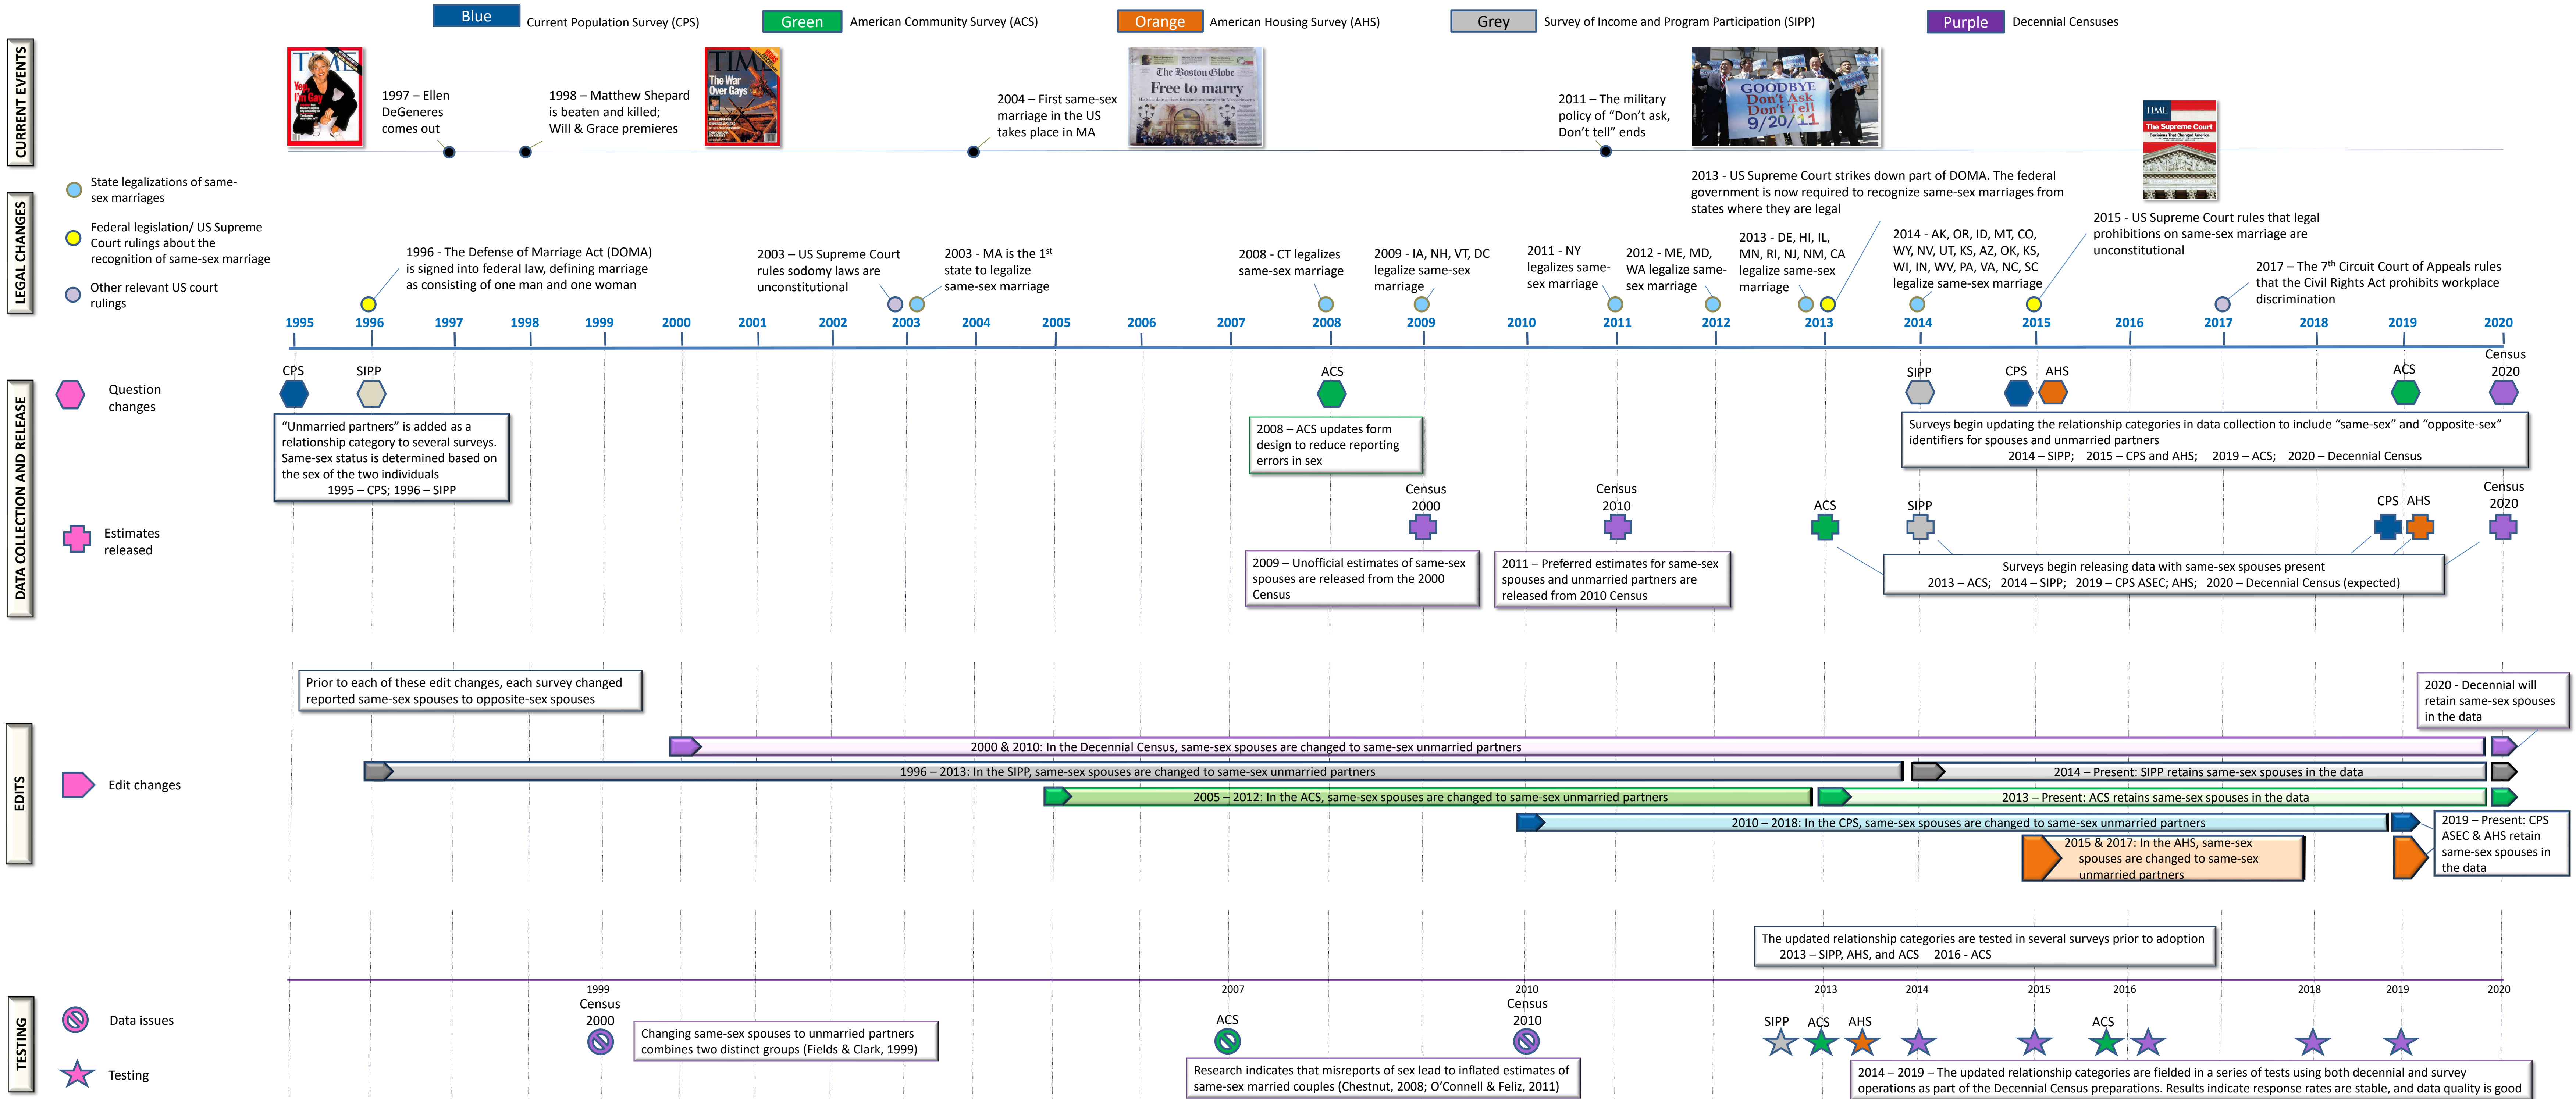 Blue
Current Population Survey (CPS)
Green
American Community Survey (ACS)
Orange
American Housing Survey (AHS)
Grey
Survey of Income and Program Participation (SIPP)
Purple
Decennial Censuses
CURRENT EVENTS
TIME
Yep,
I'm Gay
1997 – Ellen
DeGeneres
comes out
1998 – Matthew Shepard
is beaten and killed;
Will & Grace premieres
TIME
The War
Over Gays
2004 – First same-sex
marriage in the US
takes place in MA
The Boston Globe
Free to marry
2011 – The military
policy of “Don’t ask,
Don’t tell” ends
GOODBYE
Don't Ask
Don't Tell
9/20/11
TIME
The Supreme Court
Decisions That Changed America
LEGAL CHANGES
State legalizations of same-
sex marriages
Federal legislation/ US Supreme
Court rulings about the
recognition of same-sex marriage
Other relevant US court
rulings
1996 - The Defense of Marriage Act (DOMA)
is signed into federal law, defining marriage
as consisting of one man and one woman
2003 – US Supreme Court
rules sodomy laws are
unconstitutional
2003 - MA is the 1st
state to legalize
same-sex marriage
2008 - CT legalizes
same-sex marriage
2009 - IA, NH, VT, DC
legalize same-sex
marriage
2011 - NY
legalizes same-
sex marriage
2012 - ME, MD,
WA legalize same-
sex marriage
2013 - DE, HI, IL,
MN, RI, NJ, NM, CA
legalize same-sex
marriage
2013 - US Supreme Court strikes down part of DOMA. The federal
government is now required to recognize same-sex marriages from
states where they are legal
2014 - AK, OR, ID, MT, CO,
WY, NV, UT, KS, AZ, OK, KS,
WI, IN, WV, PA, VA, NC, SC
legalize same-sex marriage
2015 - US Supreme Court rules that legal
prohibitions on same-sex marriage are
unconstitutional
2017 – The 7th Circuit Court of Appeals rules
that the Civil Rights Act prohibits workplace
discrimination
1995 1996 1997 1998 1999 2000 2001 2002 2003 2004 2005 2006 2007 2008 2009 2010 2011 2012 2013 2014 2015 2016 2017 2018 2019 2020
DATA COLLECTION AND RELEASE
Question
changes
CPS
SIPP
ACS
SIPP
CPS
AHS
ACS
Census
2020
“Unmarried partners” is added as a
relationship category to several surveys.
Same-sex status is determined based on
the sex of the two individuals
1995 – CPS; 1996 – SIPP
2008 – ACS updates form
design to reduce reporting
errors in sex
Surveys begin updating the relationship categories in data collection to include “same-sex” and “opposite-sex”
identifiers for spouses and unmarried partners
2014 – SIPP; 2015 – CPS and AHS; 2019 – ACS; 2020 – Decennial Census
Estimates
released
Census
2000
Census
2010
ACS
SIPP
CPS
AHS
Census
2020
2009 – Unofficial estimates of same-sex
spouses are released from the 2000
Census
2011 – Preferred estimates for same-sex
spouses and unmarried partners are
released from 2010 Census
Surveys begin releasing data with same-sex spouses present
2013 – ACS; 2014 – SIPP; 2019 – CPS ASEC; AHS; 2020 – Decennial Census (expected)
EDITS
Edit changes
Prior to each of these edit changes, each survey changed
reported same-sex spouses to opposite-sex spouses
2020 - Decennial will
retain same-sex spouses
in the data
2000 & 2010: In the Decennial Census, same-sex spouses are changed to same-sex unmarried partners
1996 – 2013: In the SIPP, same-sex spouses are changed to same-sex unmarried partners
2014 – Present: SIPP retains same-sex spouses in the data
2005 – 2012: In the ACS, same-sex spouses are changed to same-sex unmarried partners
2013 – Present: ACS retains same-sex spouses in the data
2010 – 2018: In the CPS, same-sex spouses are changed to same-sex unmarried partners
2015 & 2017: In the AHS, same-sex
spouses are changed to same-sex
unmarried partners
2019 – Present: CPS
ASEC & AHS retain
same-sex spouses in
the data
TESTING
Data issues
Testing
The updated relationship categories are tested in several surveys prior to adoption
2013 – SIPP, AHS, and ACS 2016 - ACS
1999 2007 2010 2013 2014 2015 2016 2018 2019 2020
Census
2000
Changing same-sex spouses to unmarried partners
combines two distinct groups (Fields & Clark, 1999)
ACS
Census
2010
Research indicates that misreports of sex lead to inflated estimates of
same-sex married couples (Chestnut, 2008; O’Connell & Feliz, 2011)
SIPP
ACS
AHS
ACS
2014 – 2019 – The updated relationship categories are fielded in a series of tests using both decennial and survey
operations as part of the Decennial Census preparations. Results indicate response rates are stable, and data quality is good